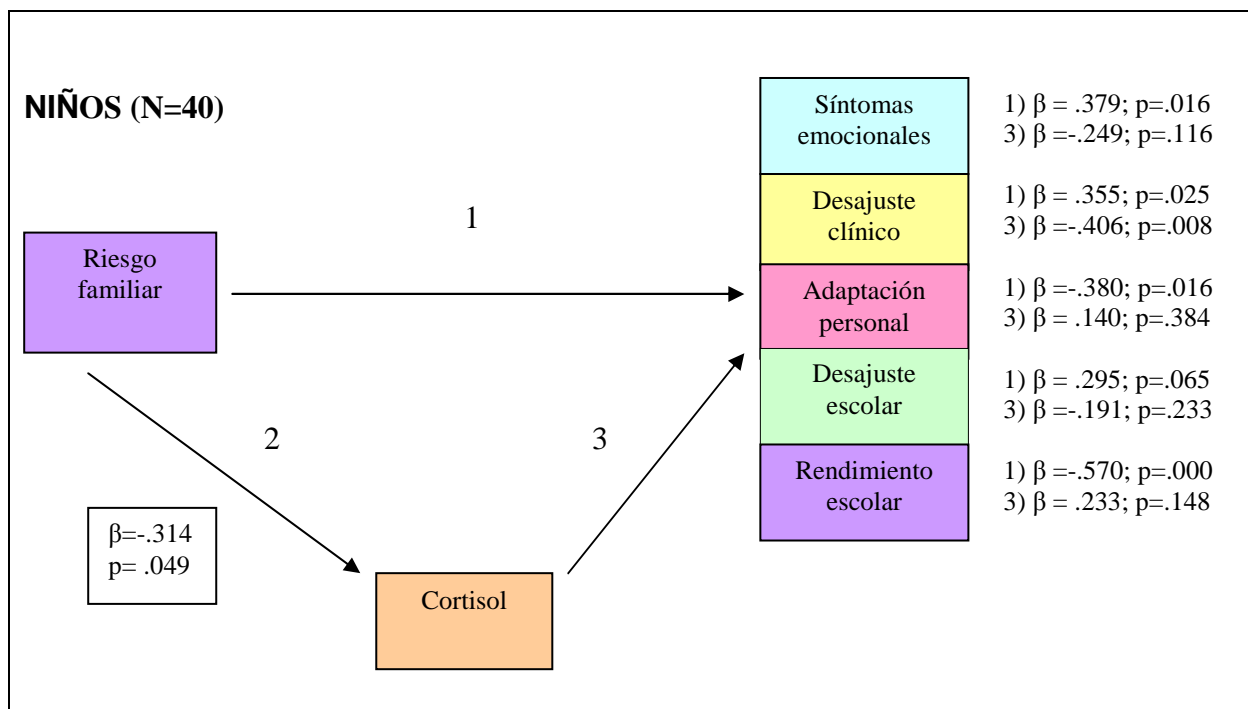 NIÑOS (N=40)
Síntomas
emocionales
1) β = .379; p=.016
3) β =-.249; p=.116
Desajuste
clínico
1) β = .355; p=.025
3) β =-.406; p=.008
1
Riesgo
familiar
Adaptación
personal
1) β =-.380; p=.016
3) β = .140; p=.384
Desajuste
escolar
1) β = .295; p=.065
3) β =-.191; p=.233
2
3
Rendimiento
escolar
1) β =-.570; p=.000
3) β = .233; p=.148
β=-.314
p= .049
Cortisol